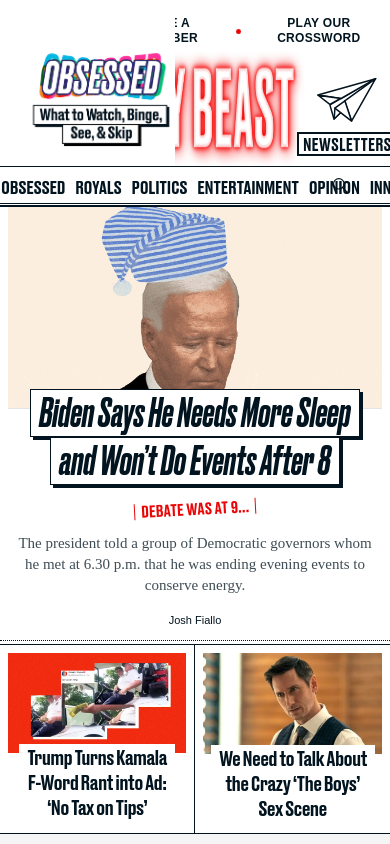 E A
BER
PLAY OUR
CROSSWORD
OBSESSED
What to Watch, Binge,
See, & Skip
Y BEAST
NEWSLETTERS
OBSESSED ROYALS POLITICS ENTERTAINMENT OPINION INN
Biden Says He Needs More Sleep
and Won't Do Events After 8
DEBATE WAS AT 9...
The president told a group of Democratic governors whom
he met at 6.30 p.m. that he was ending evening events to
conserve energy.
Josh Fiallo
Trump Turns Kamala
F-Word Rant into Ad:
‘No Tax on Tips’
We Need to Talk About
the Crazy ‘The Boys’
Sex Scene